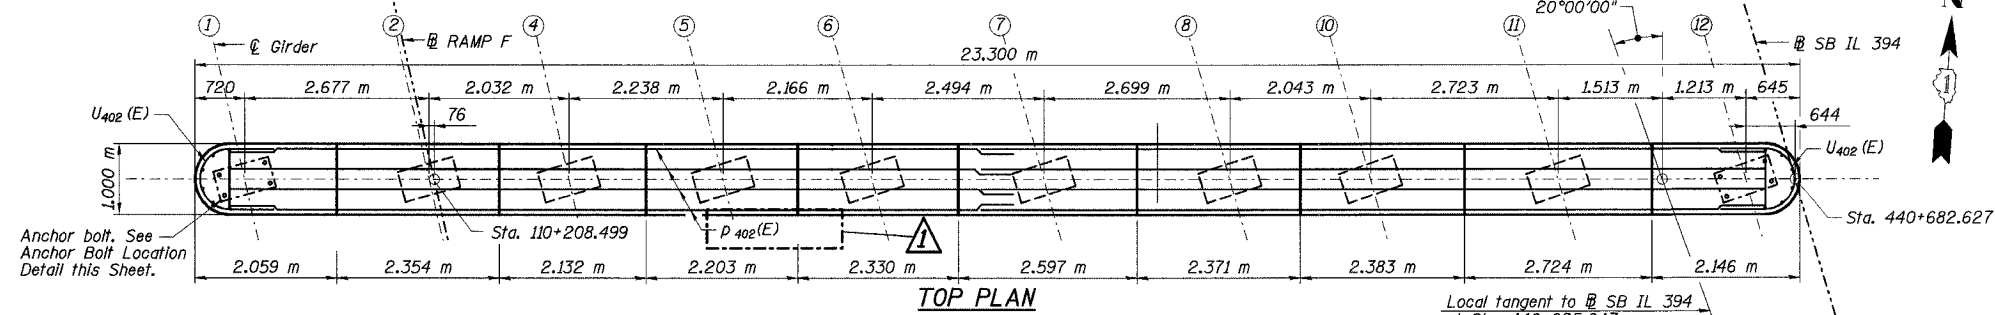 20°00'00"
N
1 2 4 5 6 7 8 10 11 12
℄ Girder
℔ RAMP F
℔ SB IL 394
23.300 m
720 2.677 m 2.032 m 2.238 m 2.166 m 2.494 m 2.699 m 2.043 m 2.723 m 1.513 m 1.213 m 645
76
644
U402 (E)
U402 (E)
1.000 m
1
Sta. 440+682.627
Sta. 110+208.499
p 402(E)
1
Anchor bolt. See
Anchor Bolt Location
Detail this Sheet.
2.059 m 2.354 m 2.132 m 2.203 m 2.330 m 2.597 m 2.371 m 2.383 m 2.724 m 2.146 m
TOP PLAN
Local tangent to ℔ SB IL 394